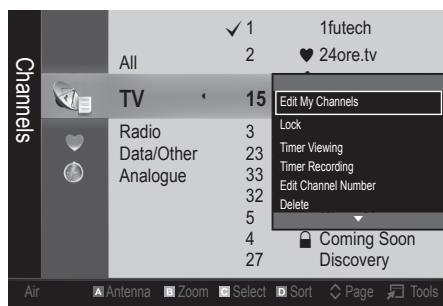 Channels
All
TV
Radio
Data/Other
Analogue
1 1futech
2 24ore.tv
15
3
23
33
32
5
4 Coming Soon
27 Discovery
Edit My Channels
Lock
Timer Viewing
Timer Recording
Edit Channel Number
Delete
Air A Antenna B Zoom C Select D Sort Page Tools